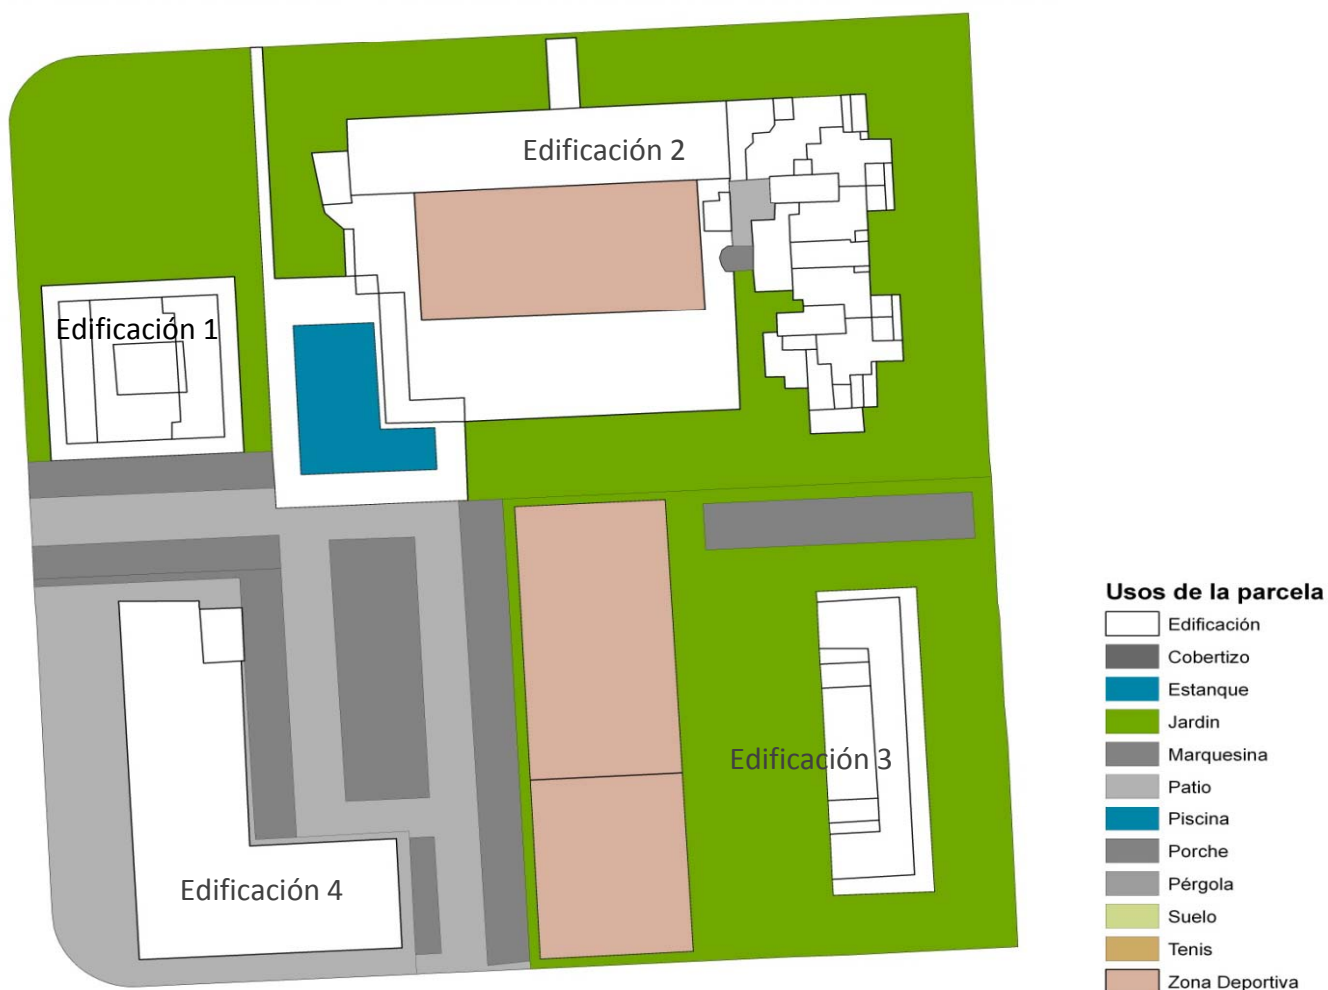 Edificación 2
Edificación 1
Edificación 3
Edificación 4
Usos de la parcela
Edificación
Cobertizo
Estanque
Jardin
Marquesina
Patio
Piscina
Porche
Pérgola
Suelo
Tenis
Zona Deportiva